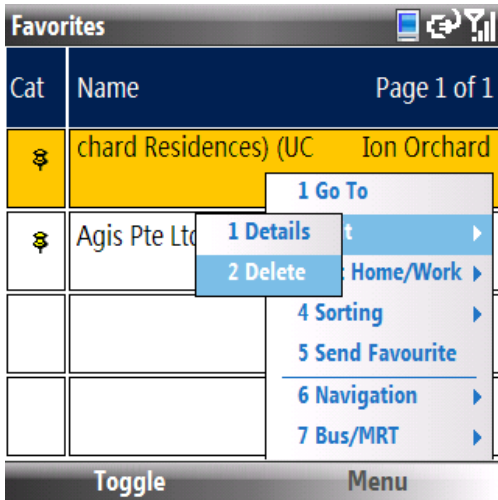 Favorites
Cat Name Page 1 of 1
chard Residences) (UC Ion Orchard
1 Go To
Agis Pte Ltd
1 Details
t
2 Delete
: Home/Work
4 Sorting
5 Send Favourite
6 Navigation
7 Bus/MRT
Toggle Menu